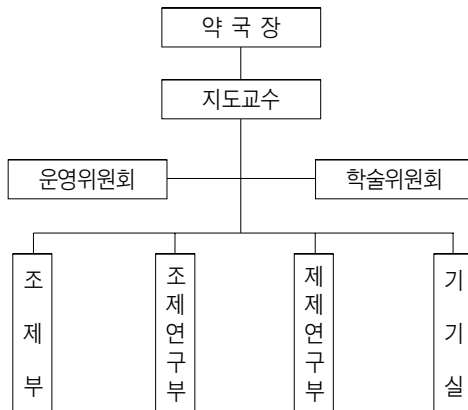 약 국 장
지도교수
운영위원회
학술위원회
조제부
조제연구부
제제연구부
기기실